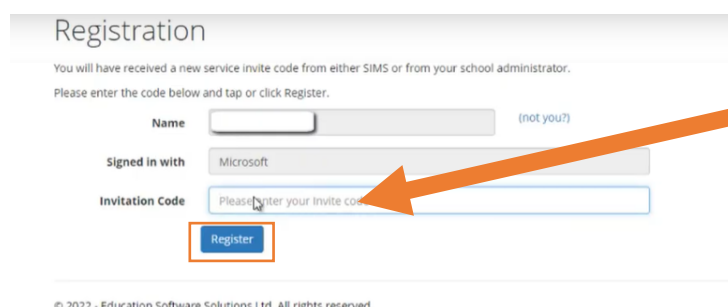 Registration
You will have received a new service invite code from either SIMS or from your school administrator.
Please enter the code below and tap or click Register.
Name (not you?)
Signed in with Microsoft
Invitation Code Please enter your Invite code
Register
© 2022 - Education Software Solutions Ltd. All rights reserved.